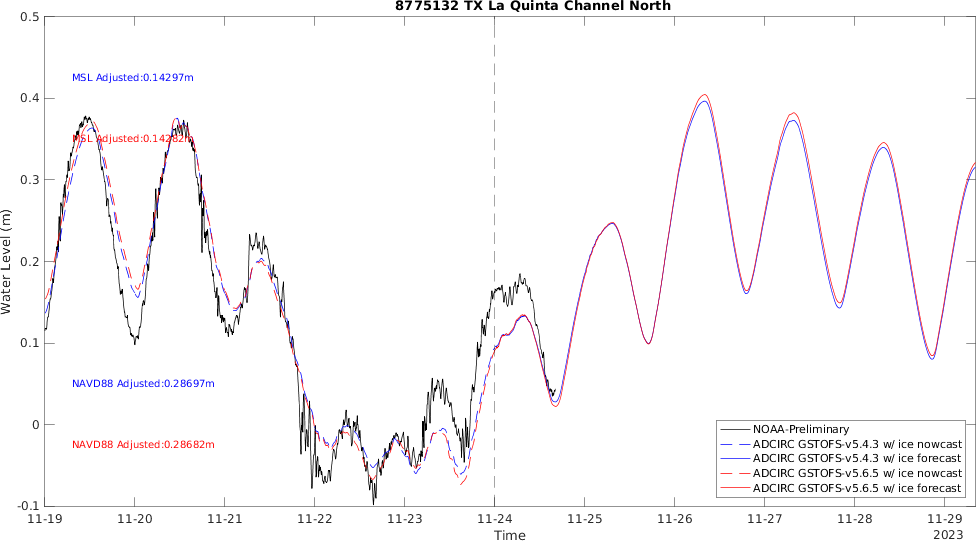 8775132 TX La Quinta Channel North
0.5
0.4
0.3
0.2
0.1
0
-0.1
Water Level (m)
MSL Adjusted:0.14297m
MSL Adjusted:0.14282m
NAVD88 Adjusted:0.28697m
NAVD88 Adjusted:0.28682m
NOAA-Preliminary
ADCIRC GSTOFS-v5.4.3 w/ ice nowcast
ADCIRC GSTOFS-v5.4.3 w/ ice forecast
ADCIRC GSTOFS-v5.6.5 w/ ice nowcast
ADCIRC GSTOFS-v5.6.5 w/ ice forecast
11-19 11-20 11-21 11-22 11-23 11-24 11-25 11-26 11-27 11-28 11-29
Time 2023